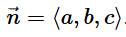 n⃗ = ⟨a, b, c⟩.